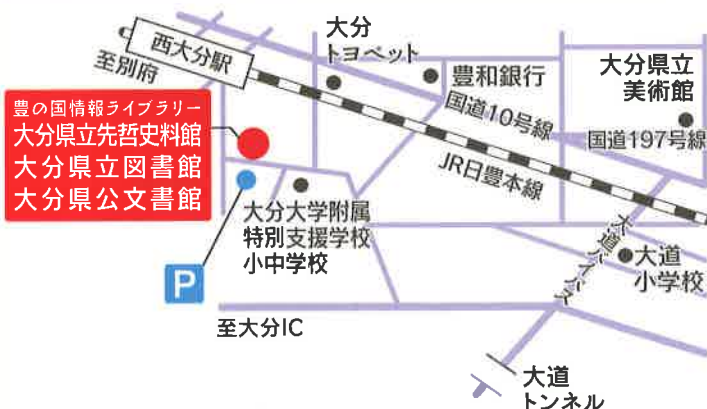 西大分駅
至別府
大分
トヨペット
豊和銀行
国道10号線
大分県立
美術館
国道197号線
JR日豊本線
豊の国情報ライブラリー
大分県立先哲史料館
大分県立図書館
大分県公文書館
P
大分大学附属
特別支援学校
小中学校
大道バイパス
大道
小学校
至大分IC
大道
トンネル